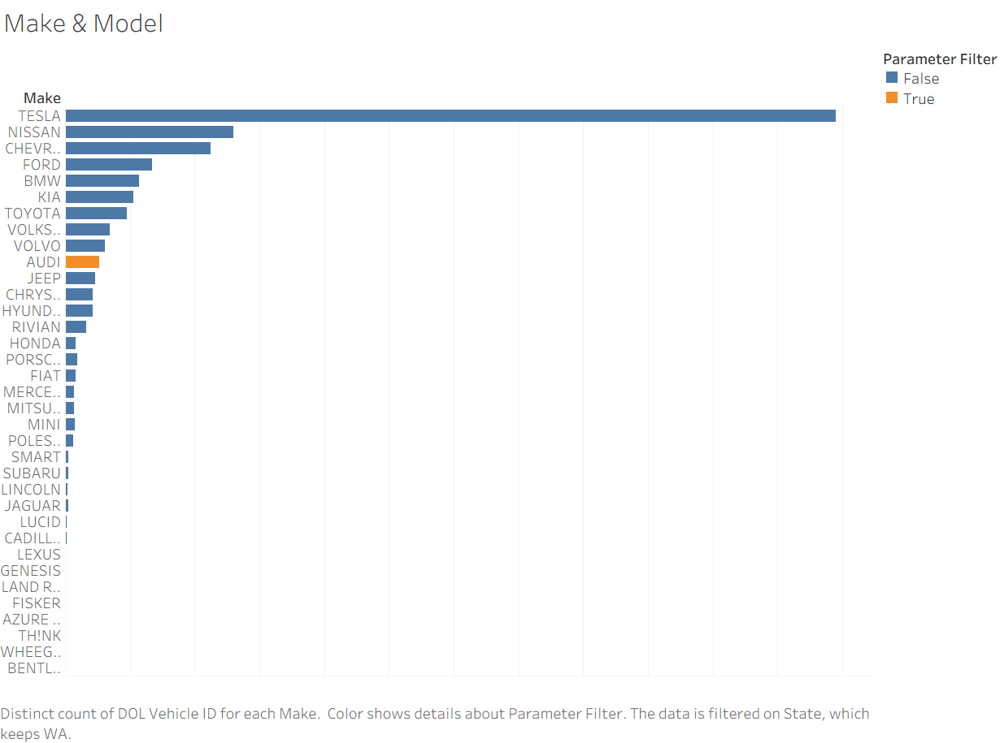 Make & Model
Parameter Filter
False
True
Make
TESLA
NISSAN
CHEVR..
FORD
BMW
KIA
TOYOTA
VOLKS..
VOLVO
AUDI
JEEP
CHRYS..
HYUND..
RIVIAN
HONDA
PORSC..
FIAT
MERCE..
MITSU..
MINI
POLES..
SMART
SUBARU
LINCOLN
JAGUAR
LUCID
CADILL..
LEXUS
GENESIS
LAND R..
FISKER
AZURE ..
TH!NK
WHEEG..
BENTL..
Distinct count of DOL Vehicle ID for each Make.  Color shows details about Parameter Filter. The data is filtered on State, which
keeps WA.